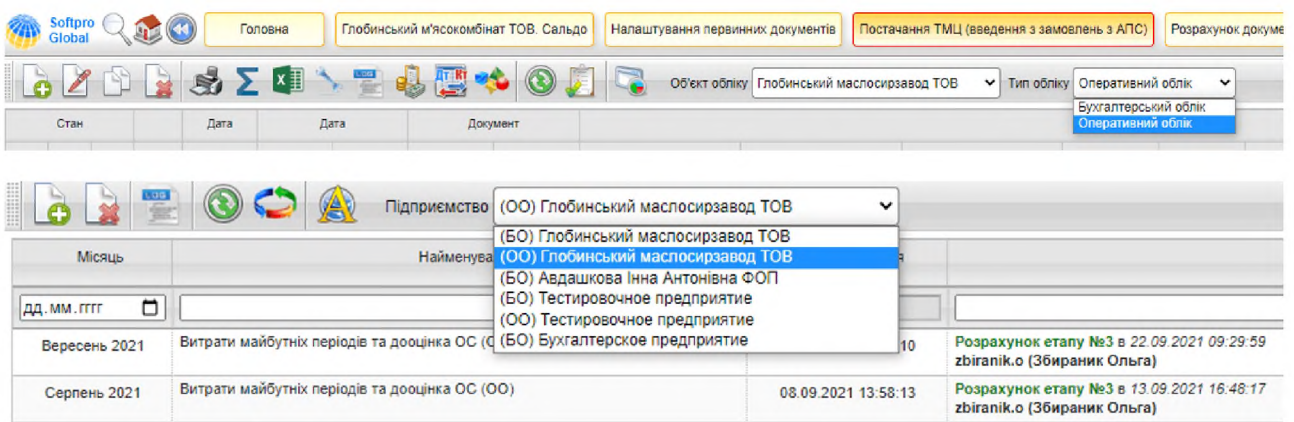 Softpro
Global
Головна
Глобинський м'ясокомбінат ТОВ. Сальдо
Налаштування первинних документів
Постачання ТМЦ (введення з замовлень з АПС)
Розрахунок докуме
LOG
ДТ КТ
Об'єкт обліку
Глобинський маслосирзавод ТОВ
Тип обліку
Оперативний облік
Бухгалтерський облік
Оперативний облік
Стан
Дата
Дата
Документ
LOG
Підприємство
(ОО) Глобинський маслосирзавод ТОВ
(БО) Глобинський маслосирзавод ТОВ
(ОО) Глобинський маслосирзавод ТОВ
(БО) Авдашкова Інна Антонівна ФОП
(БО) Тестировочное предприятие
(ОО) Тестировочное предприятие
(БО) Бухгалтерское предприятие
Місяць
Найменува
я
дд.мм.гггг
Вересень 2021
Витрати майбутніх періодів та дооцінка ОС (О
10
Розрахунок етапу №3 в 22.09.2021 09:29:59
zbiranik.o (Збираник Ольга)
Серпень 2021
Витрати майбутніх періодів та дооцінка ОС (ОО)
08.09.2021 13:58:13
Розрахунок етапу №3 в 13.09.2021 16:48:17
zbiranik.o (Збираник Ольга)